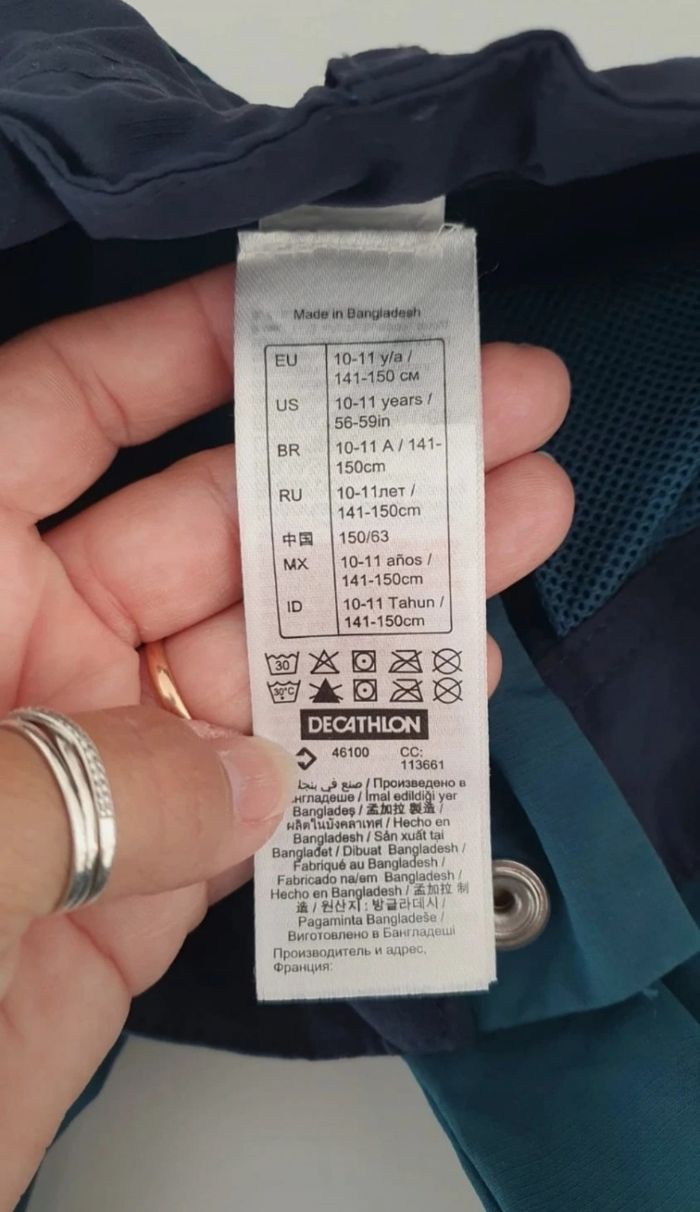 Made in Bangladesh
EU 10-11 y/a /
141-150 CM
US 10-11 years /
56-59in
BR 10-11 A / 141-
150cm
RU 10-11лет /
141-150cm
中国 150/63
MX 10-11 años /
141-150cm
ID 10-11 Tahun /
141-150cm
30
30°C
DECATHLON
46100 CC:
113661
صنع في / Произведено в
нгладеше / İmal edildiği yer
Bangladeş / 孟加拉 製造 /
ผลิตในบังคลาเทศ / Hecho en
Bangladesh / Sản xuất tại
Banglađet / Dibuat Bangladesh /
Fabriqué au Bangladesh /
Fabricado na/em Bangladesh /
Hecho en Bangladesh / 孟加拉 制
造 / 원산지 : 방글라데시 /
Pagaminta Bangladeše /
Виготовлено в Бангладеші
Производитель и адрес,
Франция: